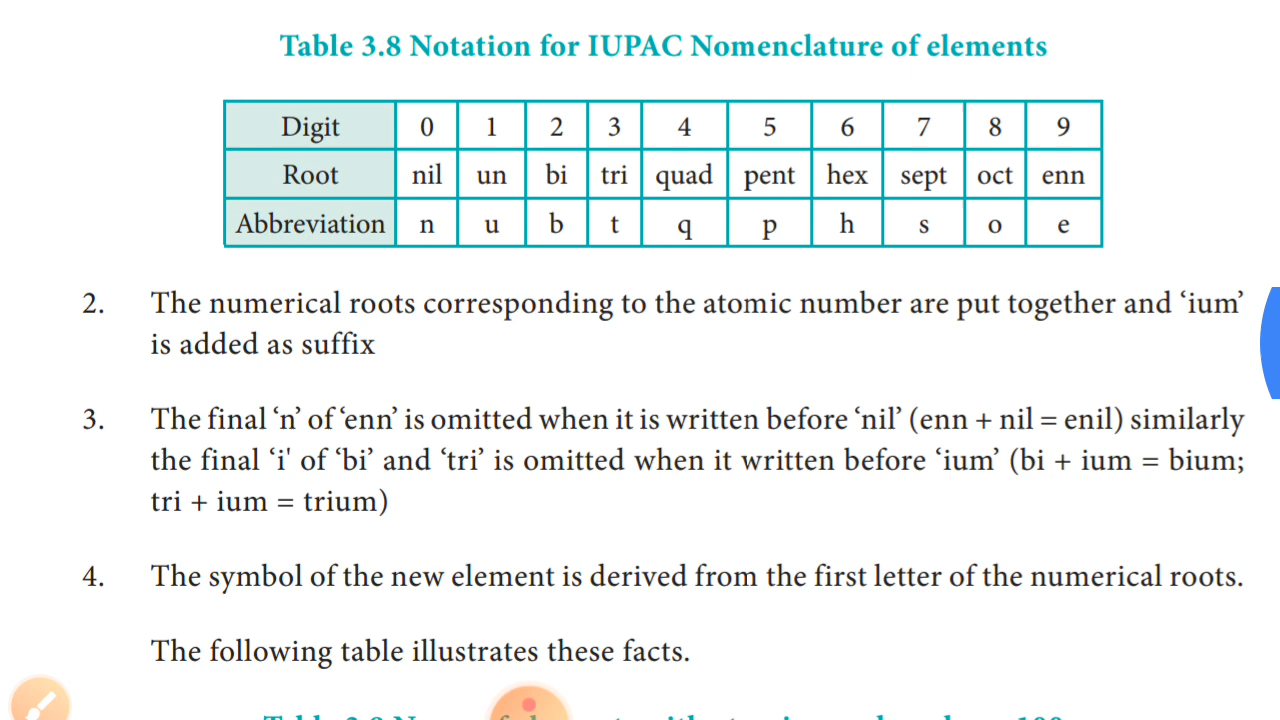 Table 3.8 Notation for IUPAC Nomenclature of elements
Digit 0 1 2 3 4 5 6 7 8 9
Root nil un bi tri quad pent hex sept oct enn
Abbreviation n u b t q p h s o e
2. The numerical roots corresponding to the atomic number are put together and ‘ium’
is added as suffix
3. The final ‘n’ of ‘enn’ is omitted when it is written before ‘nil’ (enn + nil = enil) similarly
the final ‘i' of ‘bi’ and ‘tri’ is omitted when it written before ‘ium’ (bi + ium = bium;
tri + ium = trium)
4. The symbol of the new element is derived from the first letter of the numerical roots.
The following table illustrates these facts.